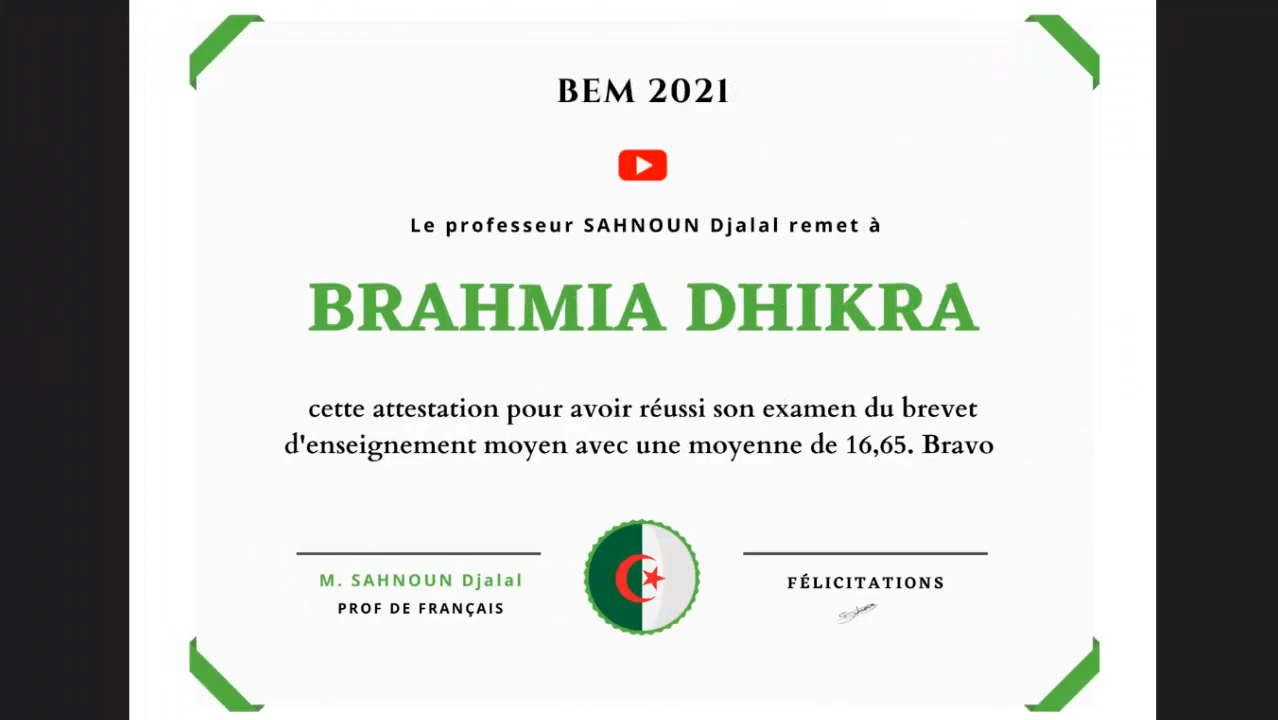 BEM 2021
Le professeur SAHNOUN Djalal remet à
BRAHMIA DHIKRA
cette attestation pour avoir réussi son examen du brevet
d'enseignement moyen avec une moyenne de 16,65. Bravo
M. SAHNOUN Djalal
PROF DE FRANÇAIS
FÉLICITATIONS